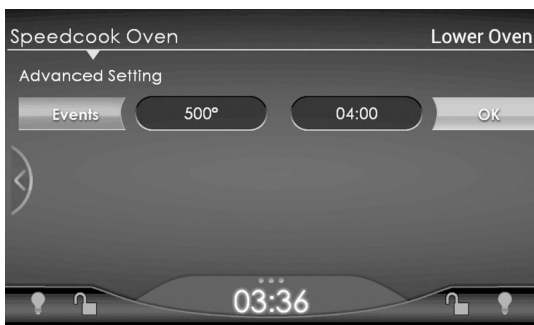 Speedcook Oven Lower Oven
Advanced Setting
Events 500° 04:00 OK
03:36